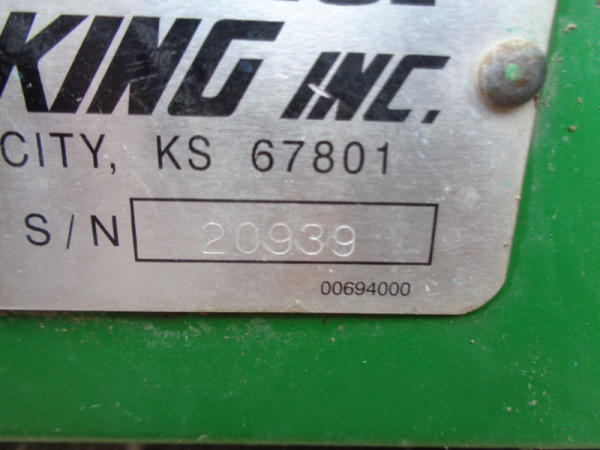 KING INC.
CITY, KS 67801
S/N 20939
00694000